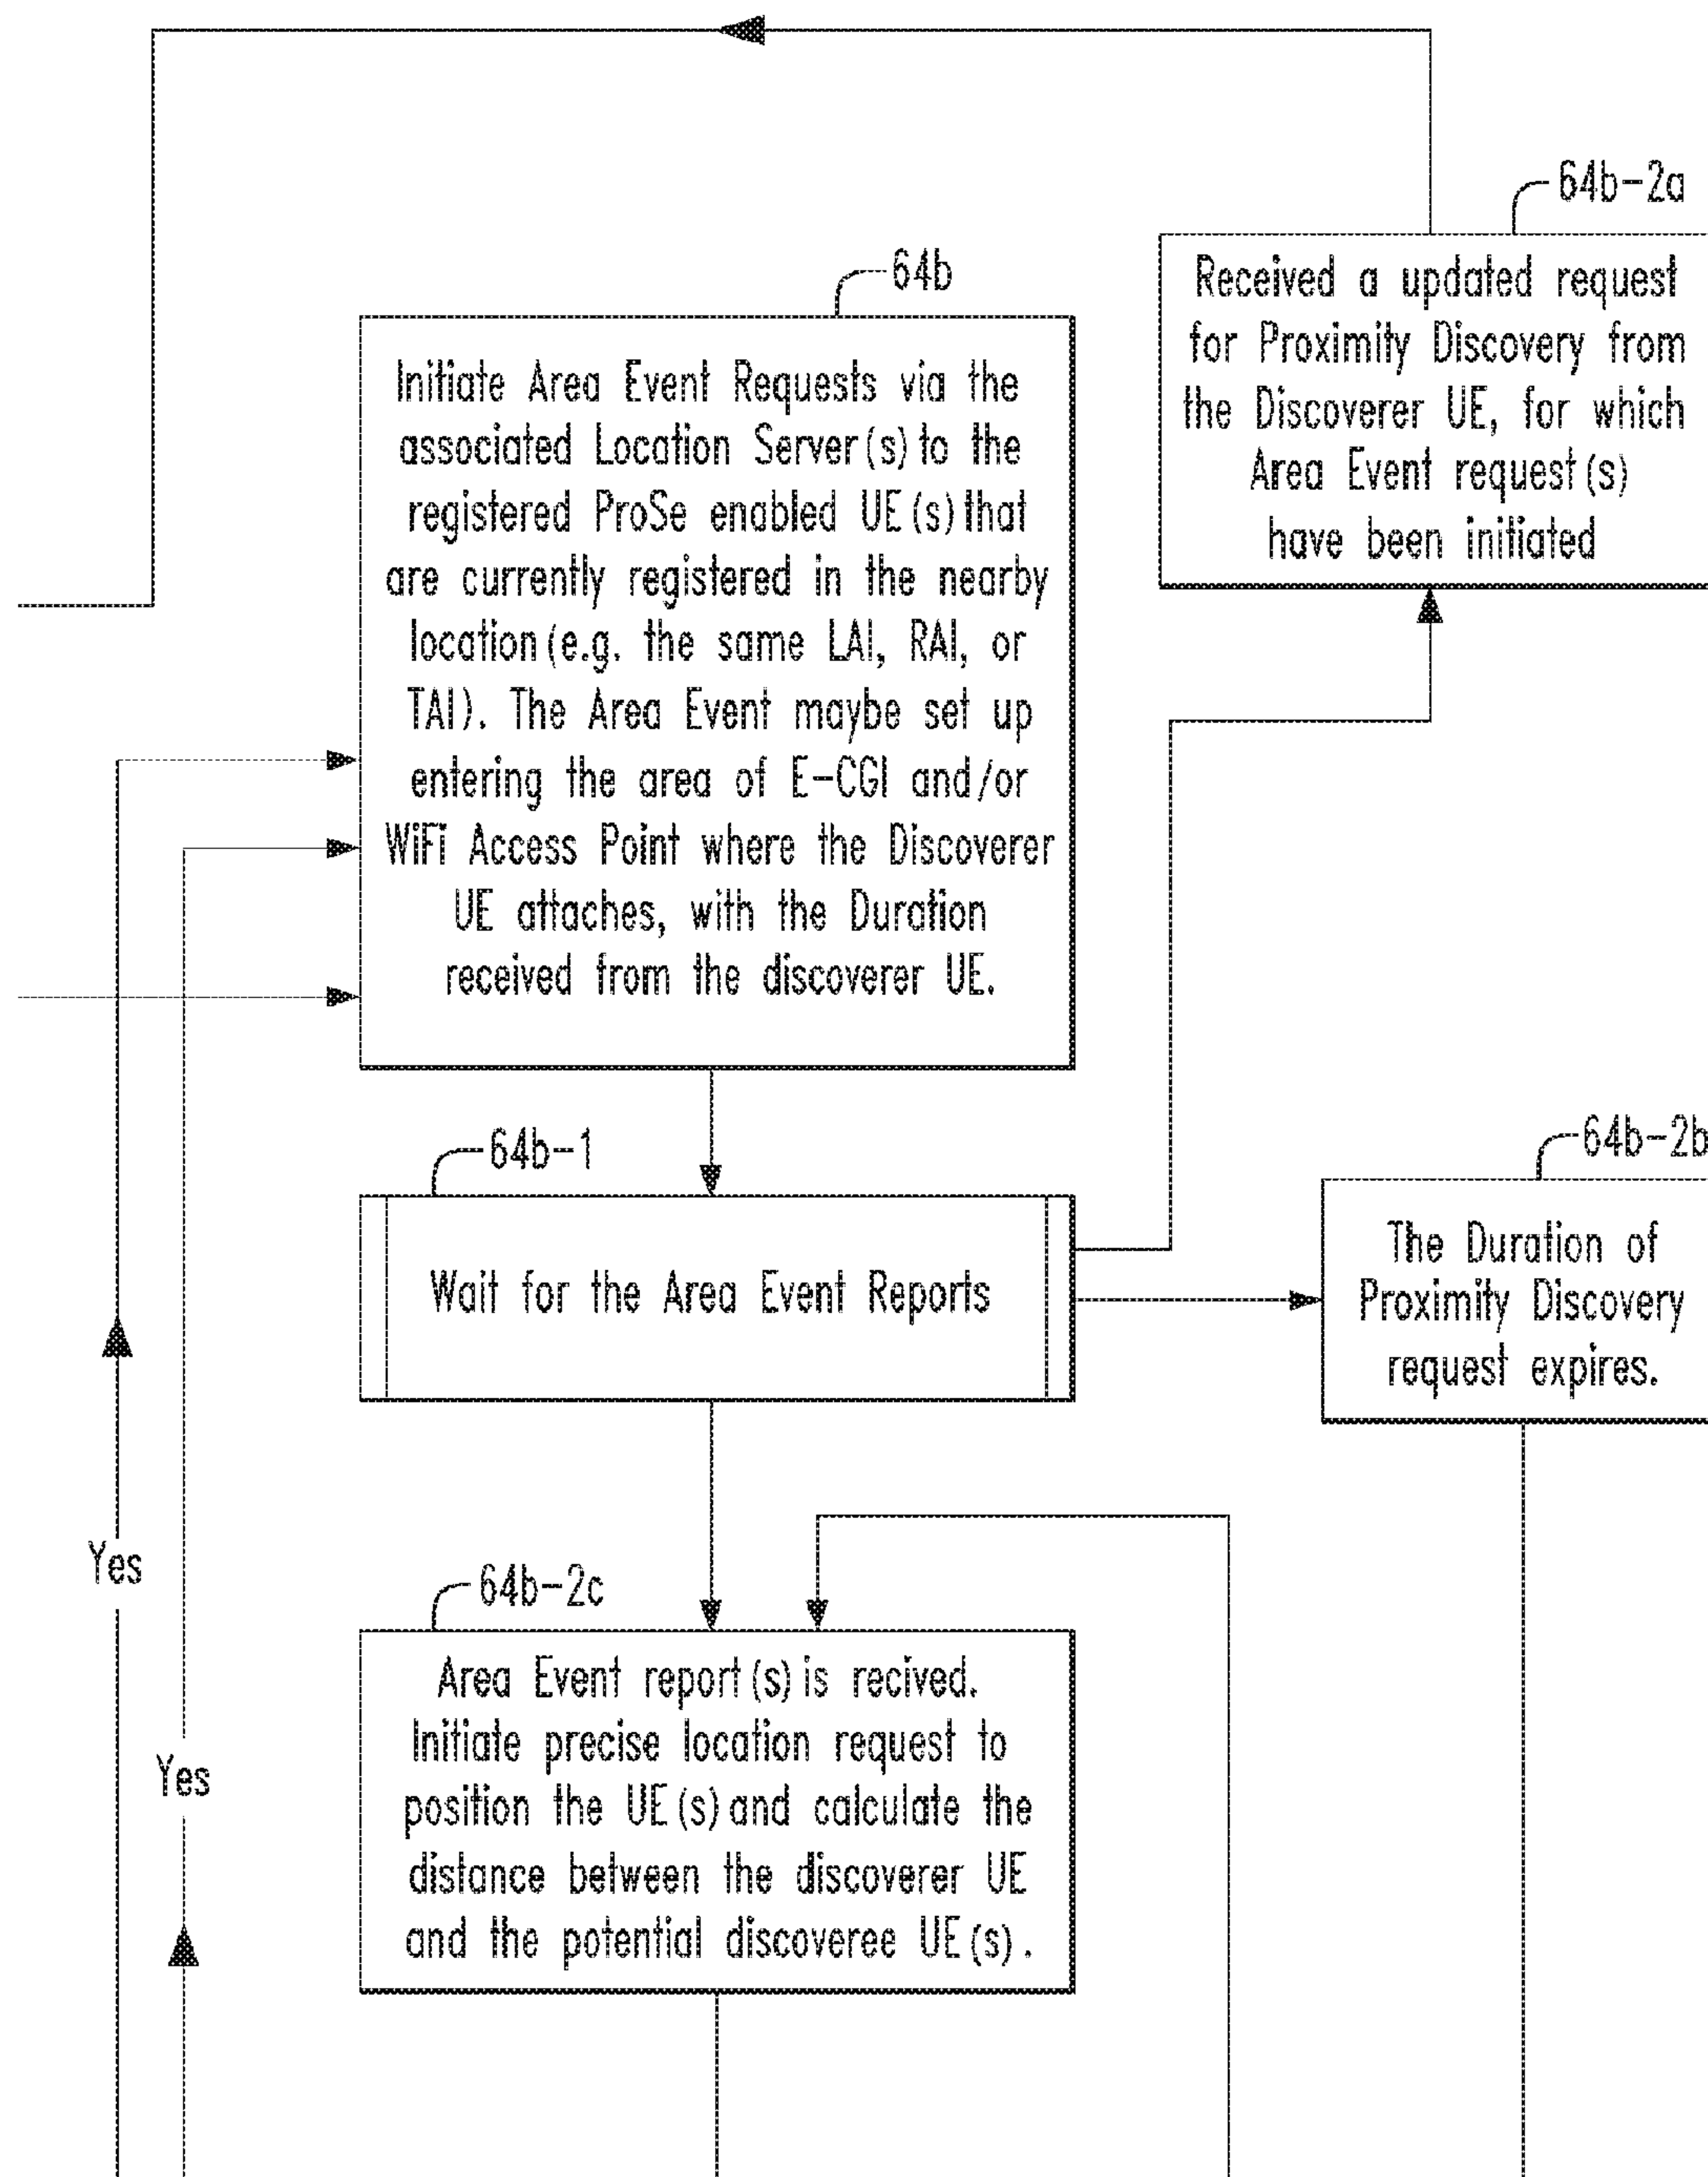 64b-2a
Received a updated request
for Proximity Discovery from
the Discoverer UE, for which
Area Event request(s)
have been initiated
64b
Initiate Area Event Requests via the
associated Location Server(s) to the
registered ProSe enabled UE(s) that
are currently registered in the nearby
location (e.g. the same LAI, RAI, or
TAI). The Area Event maybe set up
entering the area of E-CGI and/or
WiFi Access Point where the Discoverer
UE attaches, with the Duration
received from the discoverer UE.
64b-1
Wait for the Area Event Reports
64b-2b
The Duration of
Proximity Discovery
request expires.
Yes
Yes
64b-2c
Area Event report(s) is recived.
Initiate precise location request to
position the UE(s) and calculate the
distance between the discoverer UE
and the potential discoveree UE(s).